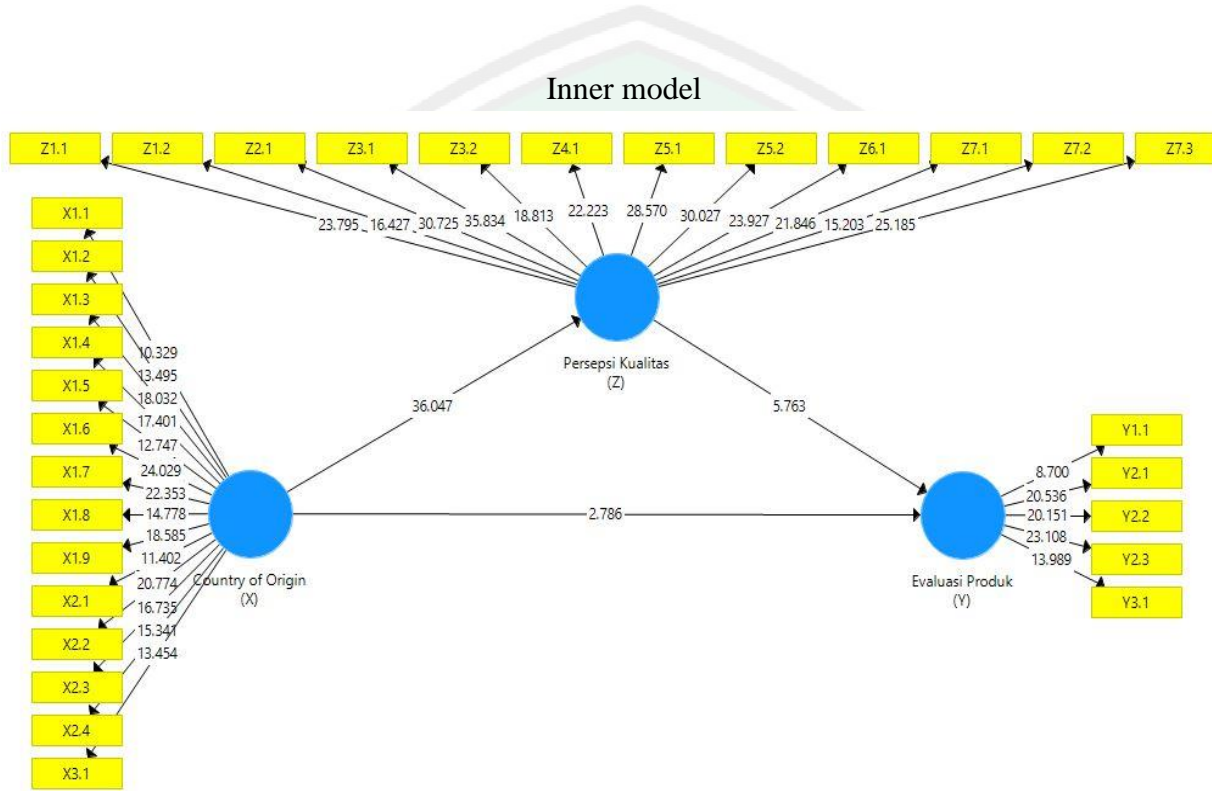 Inner model
Z1.1 Z1.2 Z2.1 Z3.1 Z3.2 Z4.1 Z5.1 Z5.2 Z6.1 Z7.1 Z7.2 Z7.3
23.795 16.427 30.725 35.834 18.813 22.223 28.570 30.027 23.927 21.846 15.203 25.185
X1.1
X1.2
X1.3
X1.4
X1.5
X1.6
X1.7
X1.8
X1.9
X2.1
X2.2
X2.3
X2.4
X3.1
10.329
13.495
18.032
17.401
12.747
24.029
22.353
14.778
18.585
11.402
20.774
16.735
15.341
13.454
Country of Origin
(X)
36.047
Persepsi Kualitas
(Z)
5.763
2.786
Evaluasi Produk
(Y)
8.700
20.536
20.151
23.108
13.989
Y1.1
Y2.1
Y2.2
Y2.3
Y3.1